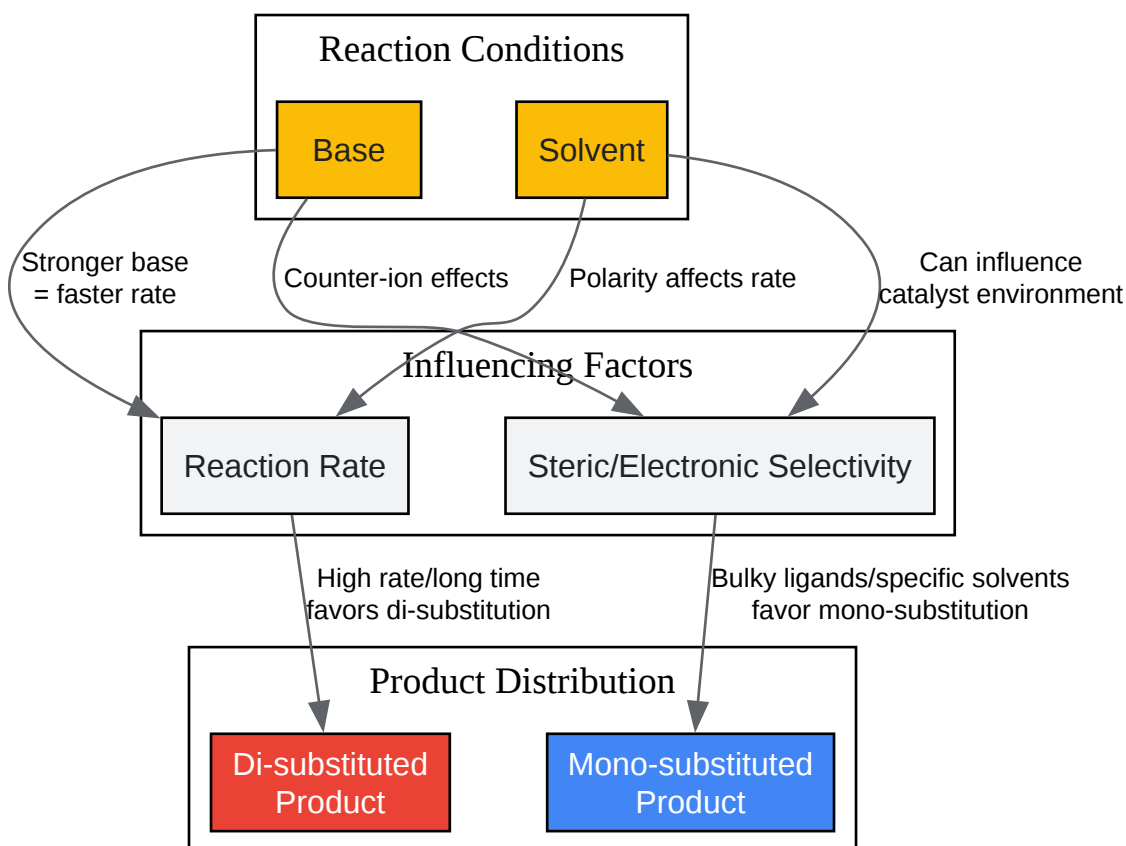 Reaction Conditions
Base
Solvent
Stronger base
= faster rate
Counter-ion effects
Polarity affects rate
Can influence
catalyst environment
Influencing Factors
Reaction Rate
Steric/Electronic Selectivity
High rate/long time
favors di-substitution
Bulky ligands/specific solvents
favor mono-substitution
Product Distribution
Di-substituted
Product
Mono-substituted
Product